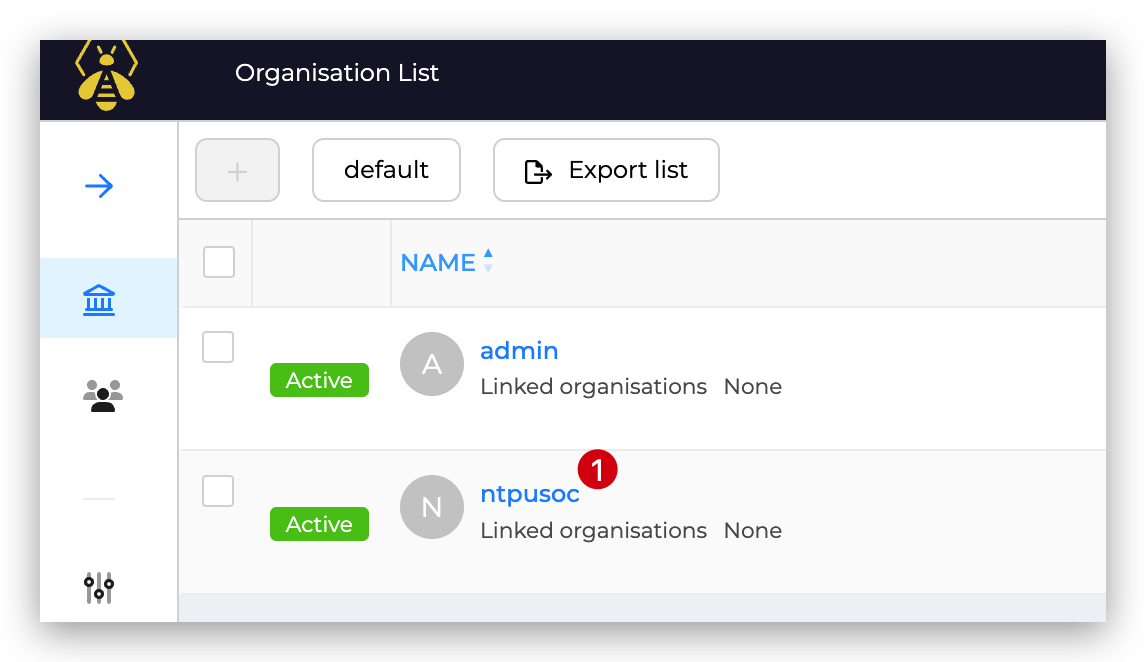 Organisation List
+ default Export list
NAME
A admin
Active Linked organisations None
1
N ntpusoc
Active Linked organisations None